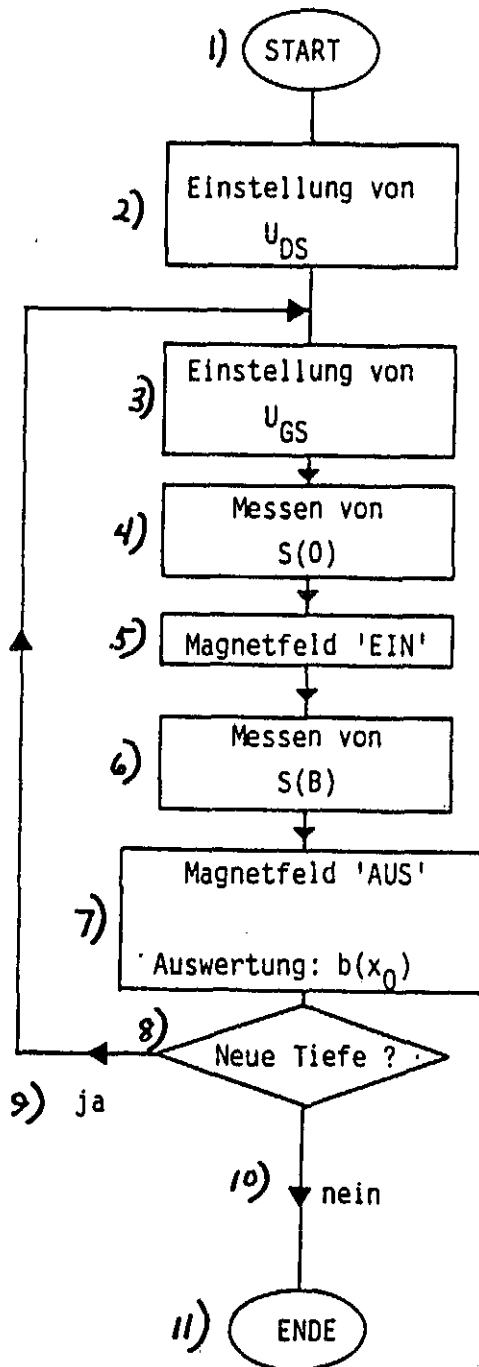 1) START
Einstellung von
2)
U_DS
Einstellung von
3)
U_GS
Messen von
4)
S(0)
5) Magnetfeld 'EIN'
Messen von
6)
S(B)
Magnetfeld 'AUS'
7)
Auswertung: b(x_0)
8)
Neue Tiefe ?
9) ja
10) nein
11) ENDE